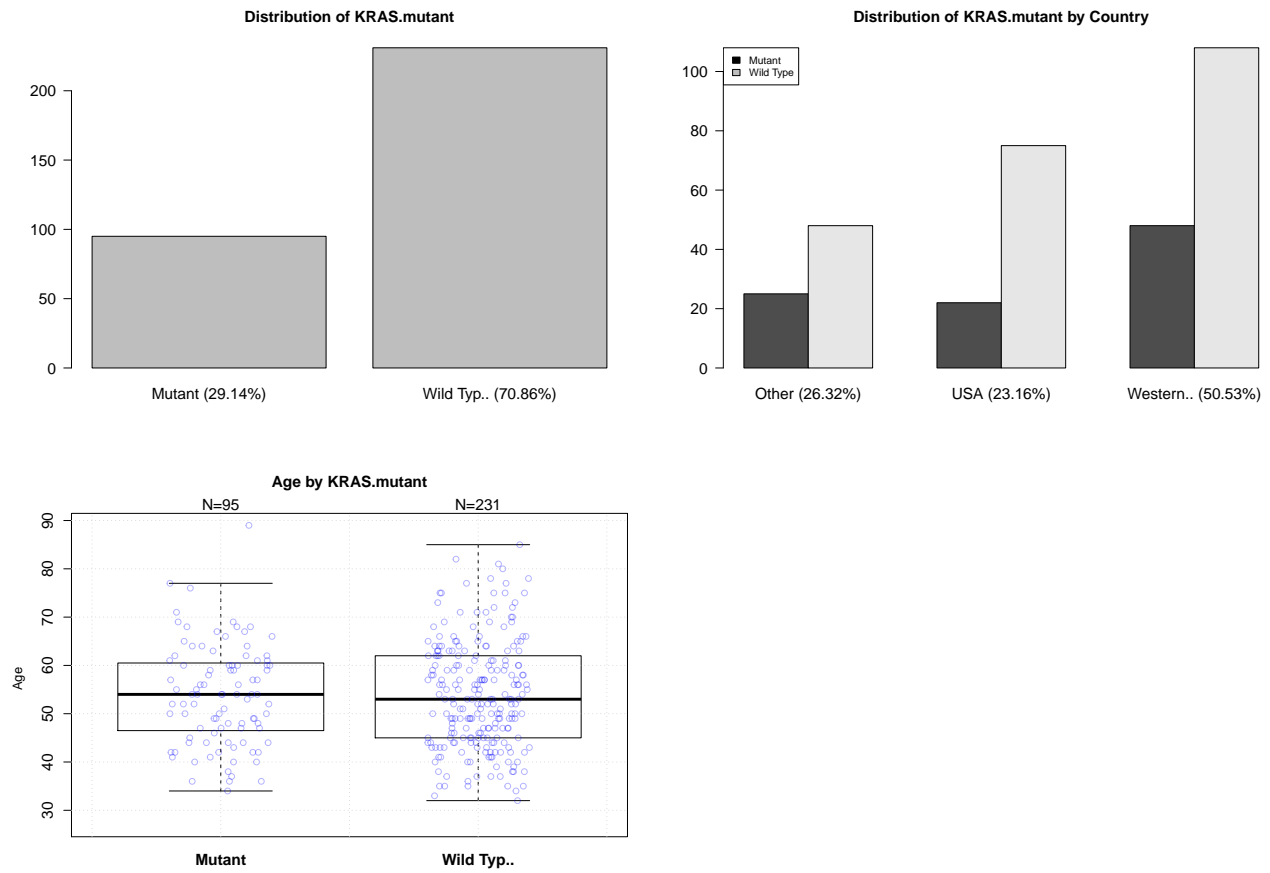 Distribution of KRAS.mutant
200
150
100
50
0
Mutant (29.14%)
Wild Typ.. (70.86%)
Distribution of KRAS.mutant by Country
Mutant
Wild Type
100
80
60
40
20
0
Other (26.32%)
USA (23.16%)
Western.. (50.53%)
Age by KRAS.mutant
N=95
N=231
90
80
70
60
50
40
30
Age
Mutant
Wild Typ..